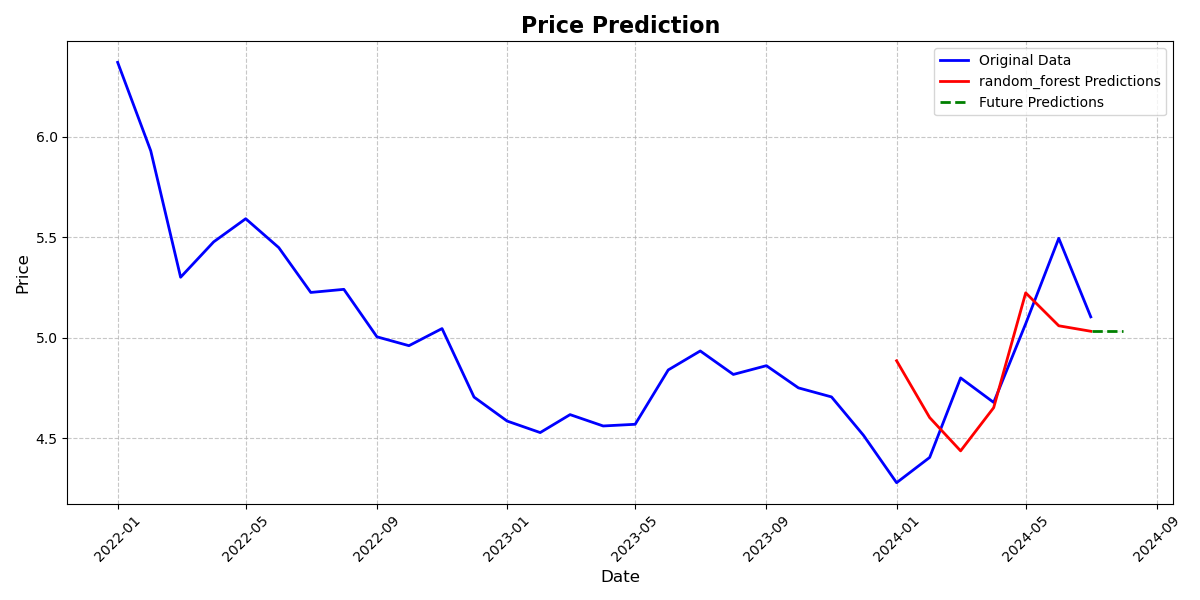 Price Prediction
Original Data
random_forest Predictions
Future Predictions
Price
6.0
5.5
5.0
4.5
2022-01
2022-05
2022-09
2023-01
2023-05
2023-09
2024-01
2024-05
2024-09
Date